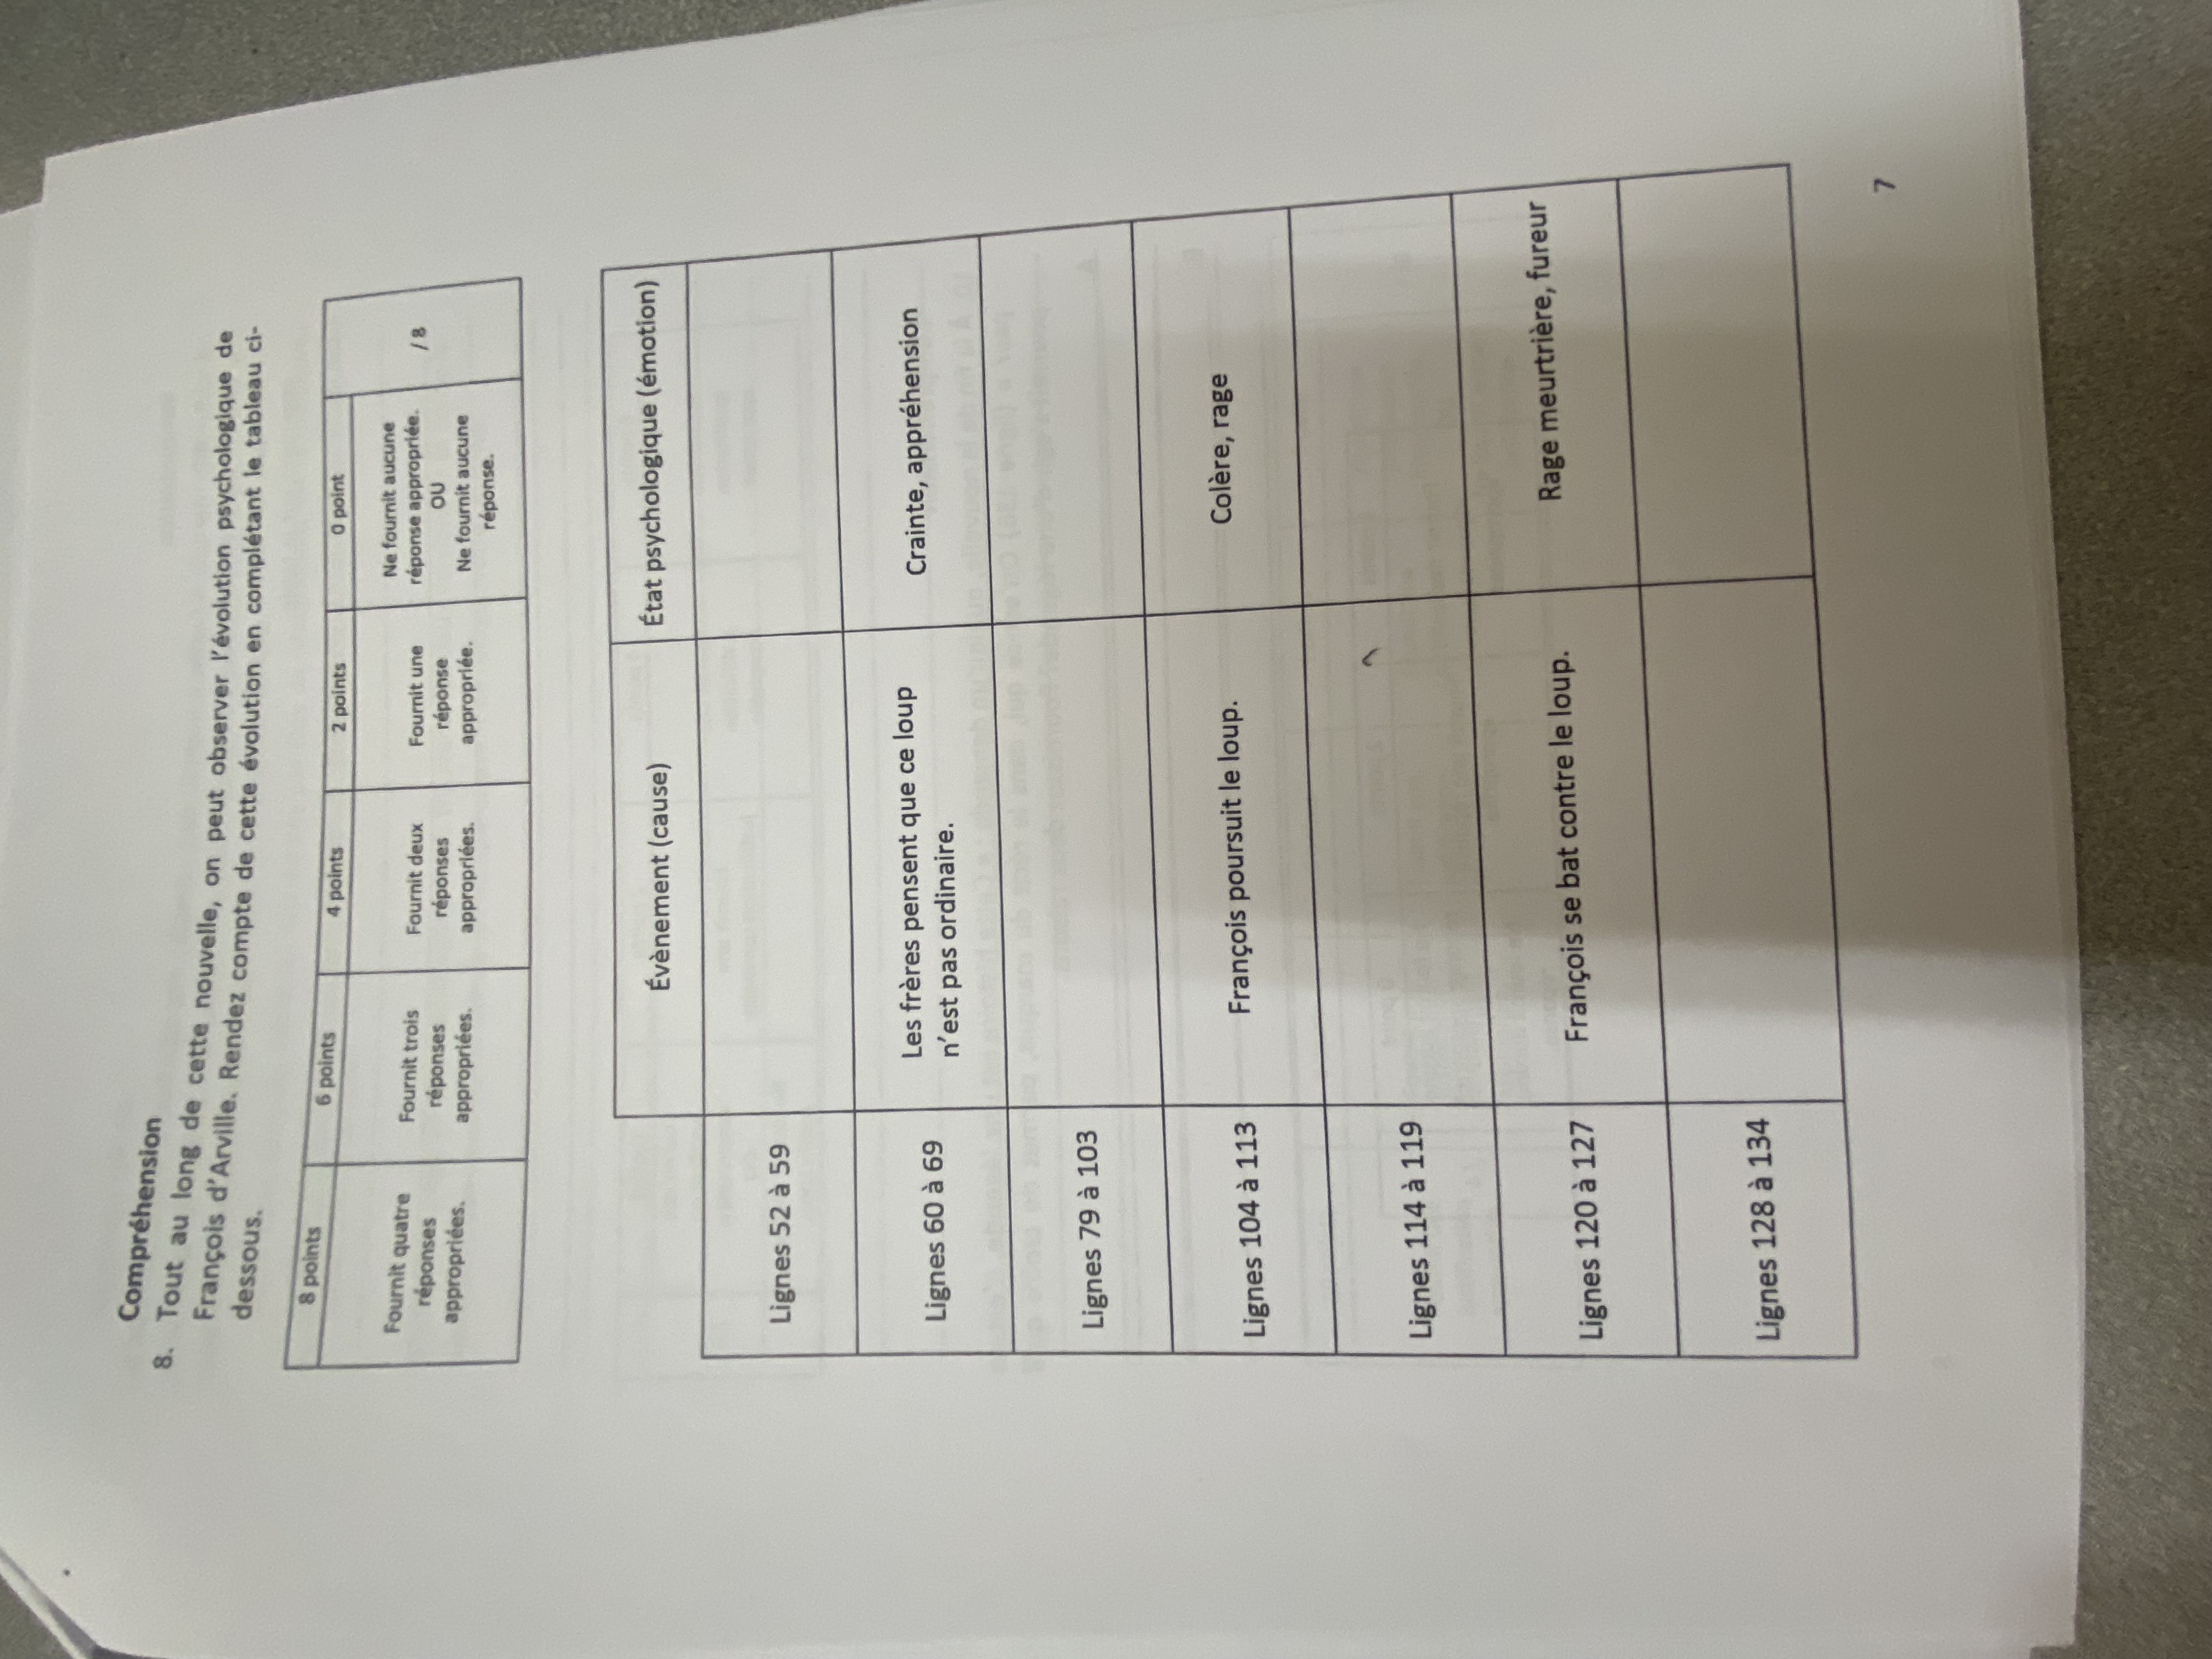 Compréhension
8. Tout au long de cette nouvelle, on peut observer l'évolution psychologique de
François d'Arville. Rendez compte de cette évolution en complétant le tableau ci-
dessous.
8 points
6 points
4 points
2 points
0 point
Fournit quatre
réponses
appropriées.
Fournit trois
réponses
appropriées.
Fournit deux
réponses
appropriées.
Fournit une
réponse
appropriée.
Ne fournit aucune
réponse appropriée.
OU
Ne fournit aucune
réponse.
/ 8
Évènement (cause)
État psychologique (émotion)
Lignes 52 à 59
Lignes 60 à 69
Les frères pensent que ce loup
n'est pas ordinaire.
Crainte, appréhension
Lignes 79 à 103
Lignes 104 à 113
François poursuit le loup.
Colère, rage
Lignes 114 à 119
Lignes 120 à 127
François se bat contre le loup.
Rage meurtrière, fureur
Lignes 128 à 134
7